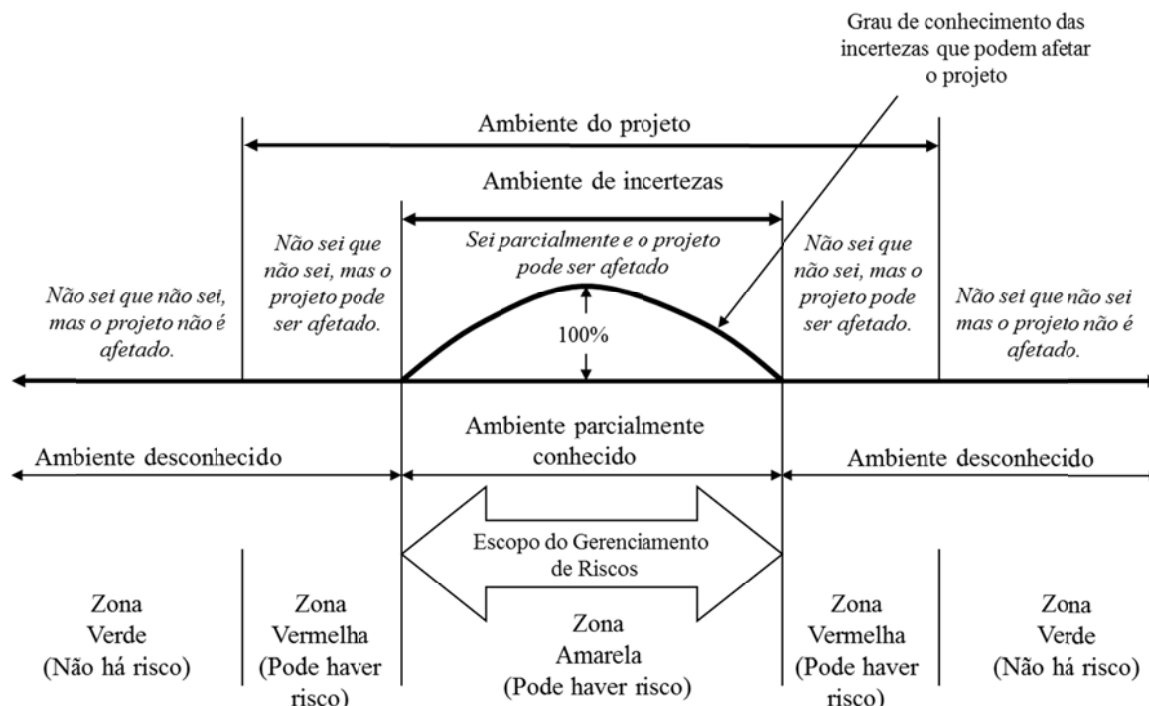 Grau de conhecimento das
incertezas que podem afetar
o projeto
Ambiente do projeto
Ambiente de incertezas
Não sei que não sei,
mas o projeto não é
afetado.
Não sei que
não sei, mas o
projeto pode
ser afetado.
Sei parcialmente e o projeto
pode ser afetado
Não sei que
não sei, mas o
projeto pode
ser afetado.
Não sei que não sei
mas o projeto não é
afetado.
100%
Ambiente desconhecido
Ambiente parcialmente
conhecido
Ambiente desconhecido
Escopo do Gerenciamento
de Riscos
Zona
Verde
(Não há risco)
Zona
Vermelha
(Pode haver
risco)
Zona
Amarela
(Pode haver risco)
Zona
Vermelha
(Pode haver
risco)
Zona
Verde
(Não há risco)